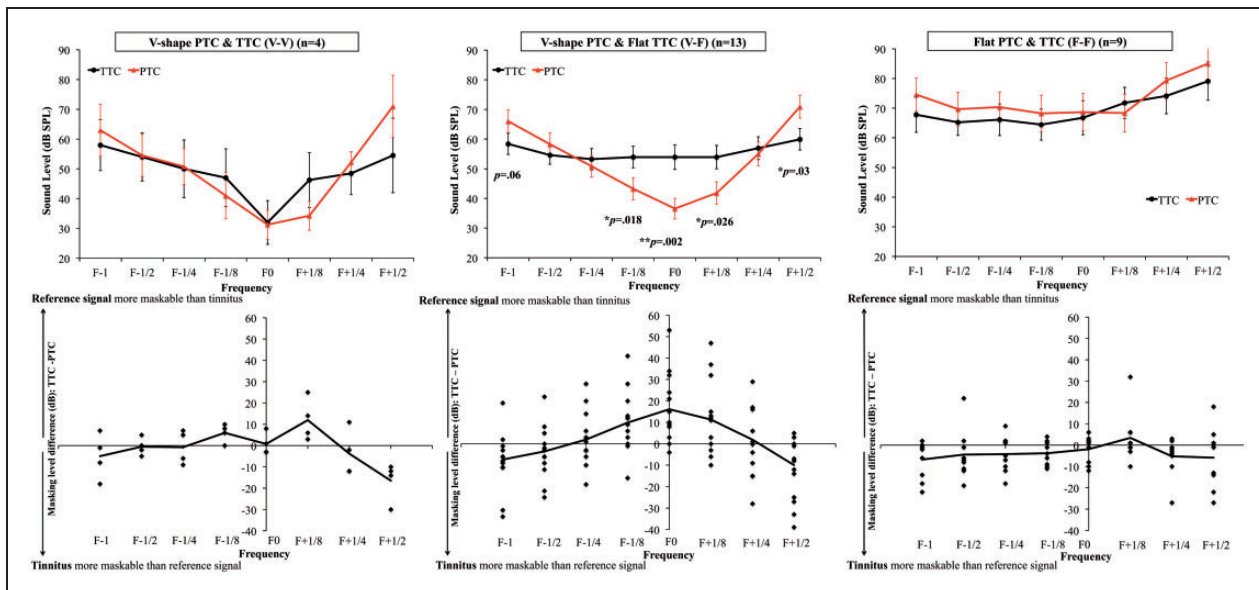 V-shape PTC & TTC (V-V) (n=4)
90
80
70
60
50
40
30
20
Sound Level (dB SPL)
TTC PTC
F-1 F-1/2 F-1/4 F-1/8 F0 F+1/8 F+1/4 F+1/2
Frequency
V-shape PTC & Flat TTC (V-F) (n=13)
90
80
70
60
50
40
30
20
Sound Level (dB SPL)
TTC PTC
p=.06
*p=.018
**p=.002
*p=.026
*p=.03
F-1 F-1/2 F-1/4 F-1/8 F0 F+1/8 F+1/4 F+1/2
Frequency
Flat PTC & TTC (F-F) (n=9)
90
80
70
60
50
40
30
20
Sound Level (dB SPL)
TTC PTC
F-1 F-1/2 F-1/4 F-1/8 F0 F+1/8 F+1/4 F+1/2
Frequency
Reference signal more maskable than tinnitus
60
50
40
30
20
10
0
-10
-20
-30
-40
Masking level difference (dB): TTC -PTC
F-1 F-1/2 F-1/4 F-1/8 F0 F+1/8 F+1/4 F+1/2
Frequency
Tinnitus more maskable than reference signal
Reference signal more maskable than tinnitus
60
50
40
30
20
10
0
-10
-20
-30
-40
Masking level difference (dB): TTC – PTC
F-1 F-1/2 F-1/4 F-1/8 F0 F+1/8 F+1/4 F+1/2
Frequency
Tinnitus more maskable than reference signal
Reference signal more maskable than tinnitus
60
50
40
30
20
10
0
-10
-20
-30
-40
Masking level difference (dB): TTC – PTC
F-1 F-1/2 F-1/4 F-1/8 F0 F+1/8 F+1/4 F+1/2
Frequency
Tinnitus more maskable than reference signal